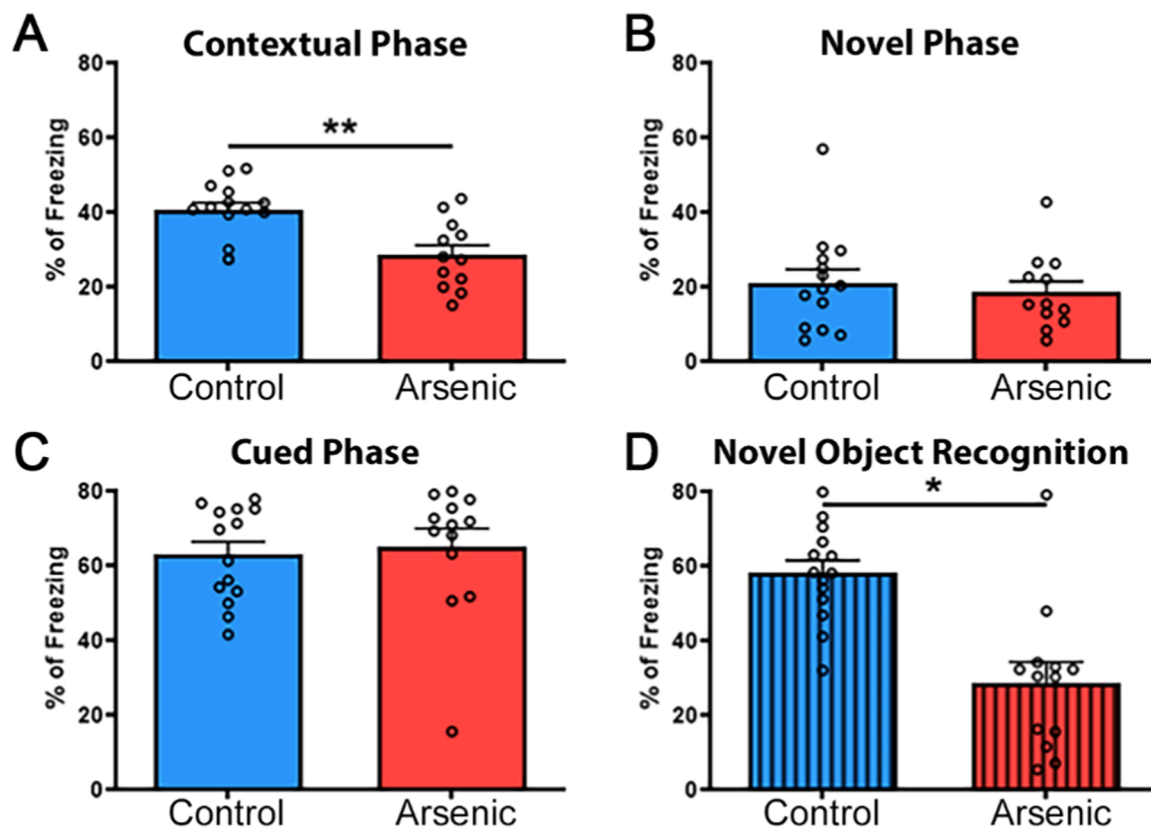 A
Contextual Phase
% of Freezing
80
60
40
20
0
**
Control
Arsenic
B
Novel Phase
% of Freezing
80
60
40
20
0
Control
Arsenic
C
Cued Phase
% of Freezing
80
60
40
20
0
Control
Arsenic
D
Novel Object Recognition
% of Freezing
80
60
40
20
0
*
Control
Arsenic